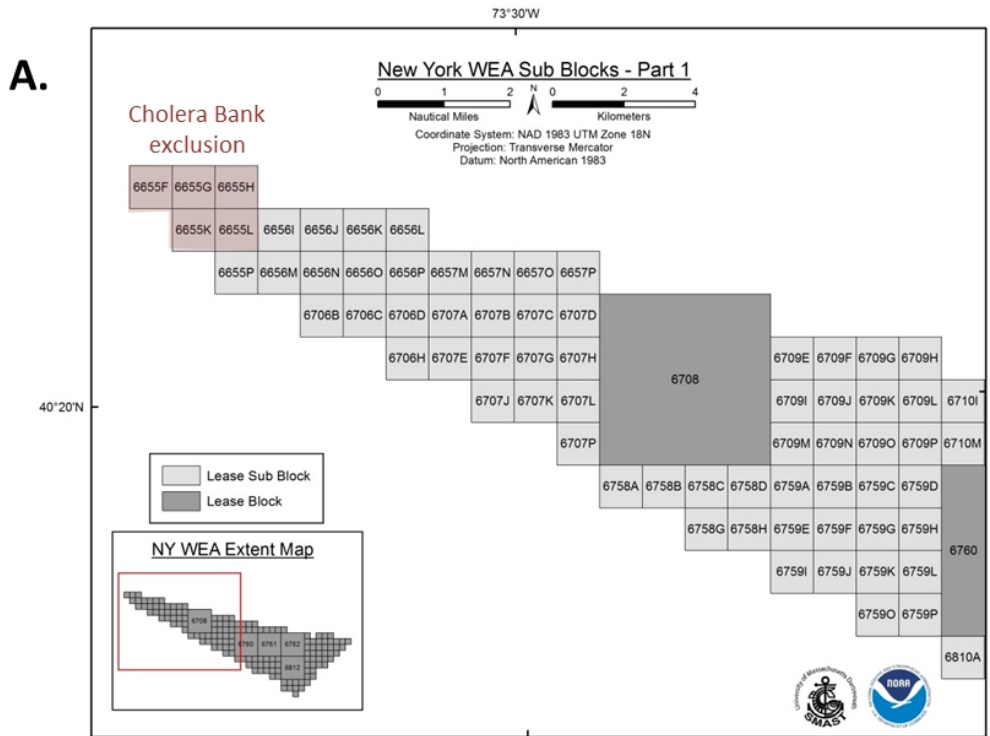 73°30'W
A.
New York WEA Sub Blocks - Part 1
0 1 2 N 0 2 4
Nautical Miles Kilometers
Coordinate System: NAD 1983 UTM Zone 18N
Projection: Transverse Mercator
Datum: North American 1983
Cholera Bank
exclusion
6655F 6655G 6655H
6655K 6655L 6656I 6656J 6656K 6656L
6655P 6656M 6656N 6656O 6656P 6657M 6657N 6657O 6657P
6706B 6706C 6706D 6707A 6707B 6707C 6707D
6706H 6707E 6707F 6707G 6707H 6708 6709E 6709F 6709G 6709H
40°20'N
6707J 6707K 6707L 6709I 6709J 6709K 6709L 6710I
6707P 6709M 6709N 6709O 6709P 6710M
6758A 6758B 6758C 6758D 6759A 6759B 6759C 6759D
6758G 6758H 6759E 6759F 6759G 6759H 6760
6759I 6759J 6759K 6759L
6759O 6759P
6810A
Lease Sub Block
Lease Block
NY WEA Extent Map
6708
6760 6761 6762
6812
University of Massachusetts Dartmouth
SMAST
NOAA